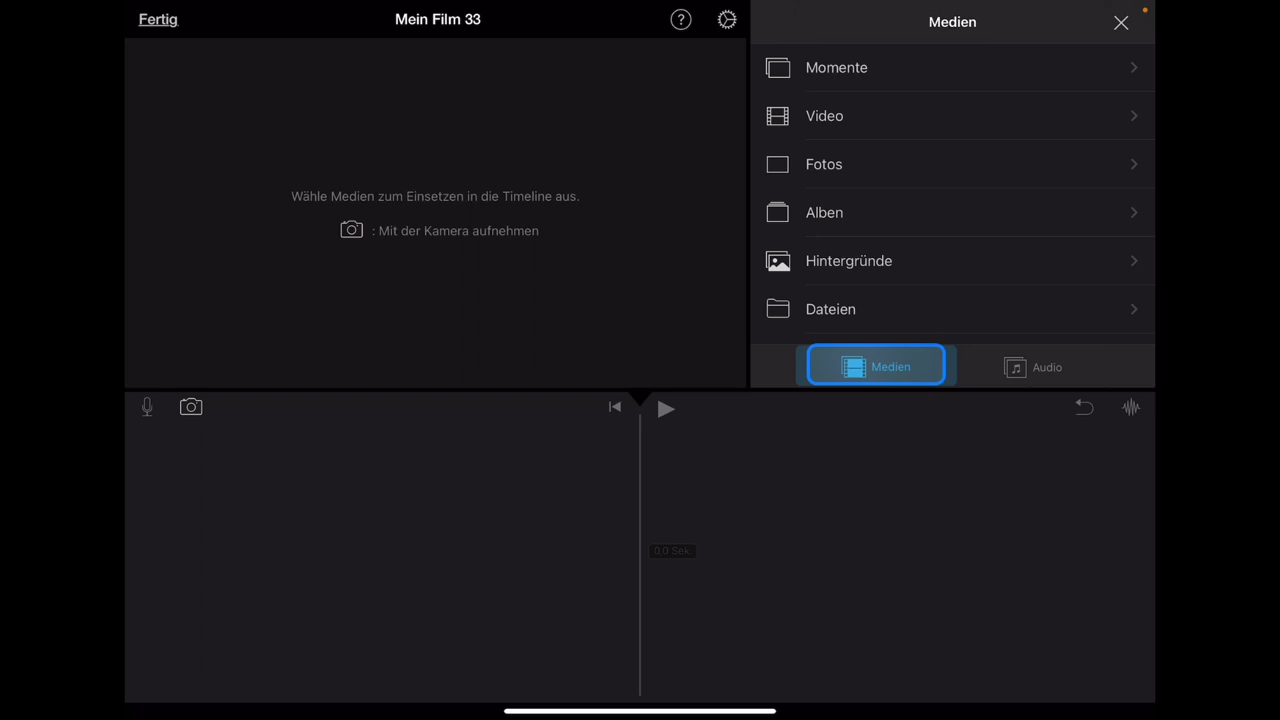 Fertig
Mein Film 33
?
Wähle Medien zum Einsetzen in die Timeline aus.
: Mit der Kamera aufnehmen
Medien
Momente
Video
Fotos
Alben
Hintergründe
Dateien
Medien
Audio
0,0 Sek.